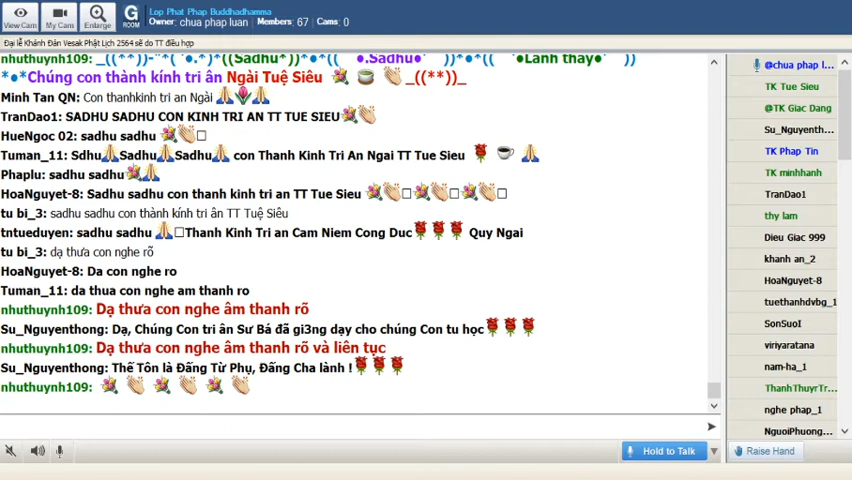 Lop Phat Phap Buddhadhamma
Owner: chua phap luan Members: 67 Cams: 0
View Cam
My Cam
Enlarge
G
ROOM
Đại lễ Khánh Đản Vesak Phật Lịch 2564 sẽ do TT điều hợp
nhuthuynh109: _((**)-"*(`●.*)●((Sadhu*)*●*((  `●.Sadhu●`  )*●*((  `●Lành thay●`  ))
*●*Chúng con thành kính tri ân Ngài Tuệ Siêu _((**))_
Minh Tan QN: Con thanhkinh tri an Ngài
TranDao1: SADHU SADHU CON KINH TRI AN TT TUE SIEU
HueNgoc 02: sadhu sadhu
Tuman_11: Sdhu Sadhu Sadhu con Thanh Kinh Tri An Ngai TT Tue Sieu
Phaplu: sadhu sadhu
HoaNguyet-8: Sadhu sadhu con thanh kinh tri an TT Tue Sieu
tu bi_3: sadhu sadhu con thành kính tri ân TT Tuệ Siêu
tntueduyen: sadhu sadhu Thanh Kinh Tri an Cam Niem Cong Duc Quy Ngai
tu bi_3: dạ thưa con nghe rõ
HoaNguyet-8: Da con nghe ro
Tuman_11: da thua con nghe am thanh ro
nhuthuynh109: Dạ thưa con nghe âm thanh rõ
Su_Nguyenthong: Dạ, Chúng Con tri ân Sư Bá đã gi3ng dạy cho chúng Con tu học
nhuthuynh109: Dạ thưa con nghe âm thanh rõ và liên tục
Su_Nguyenthong: Thế Tôn là Đấng Từ Phụ, Đấng Cha lành !
nhuthuynh109:
@chua phap l...
TK Tue Sieu
@TK Giac Dang
Su_Nguyenth...
TK Phap Tin
TK minhhanh
TranDao1
thy lam
Dieu Giac 999
khanh an_2
HoaNguyet-8
tuethanhdvbg_1
SonSuoI
viriyaratana
nam-ha_1
ThanhThuyrTr...
nghe phap_1
NguoiPhuong...
Hold to Talk
Raise Hand